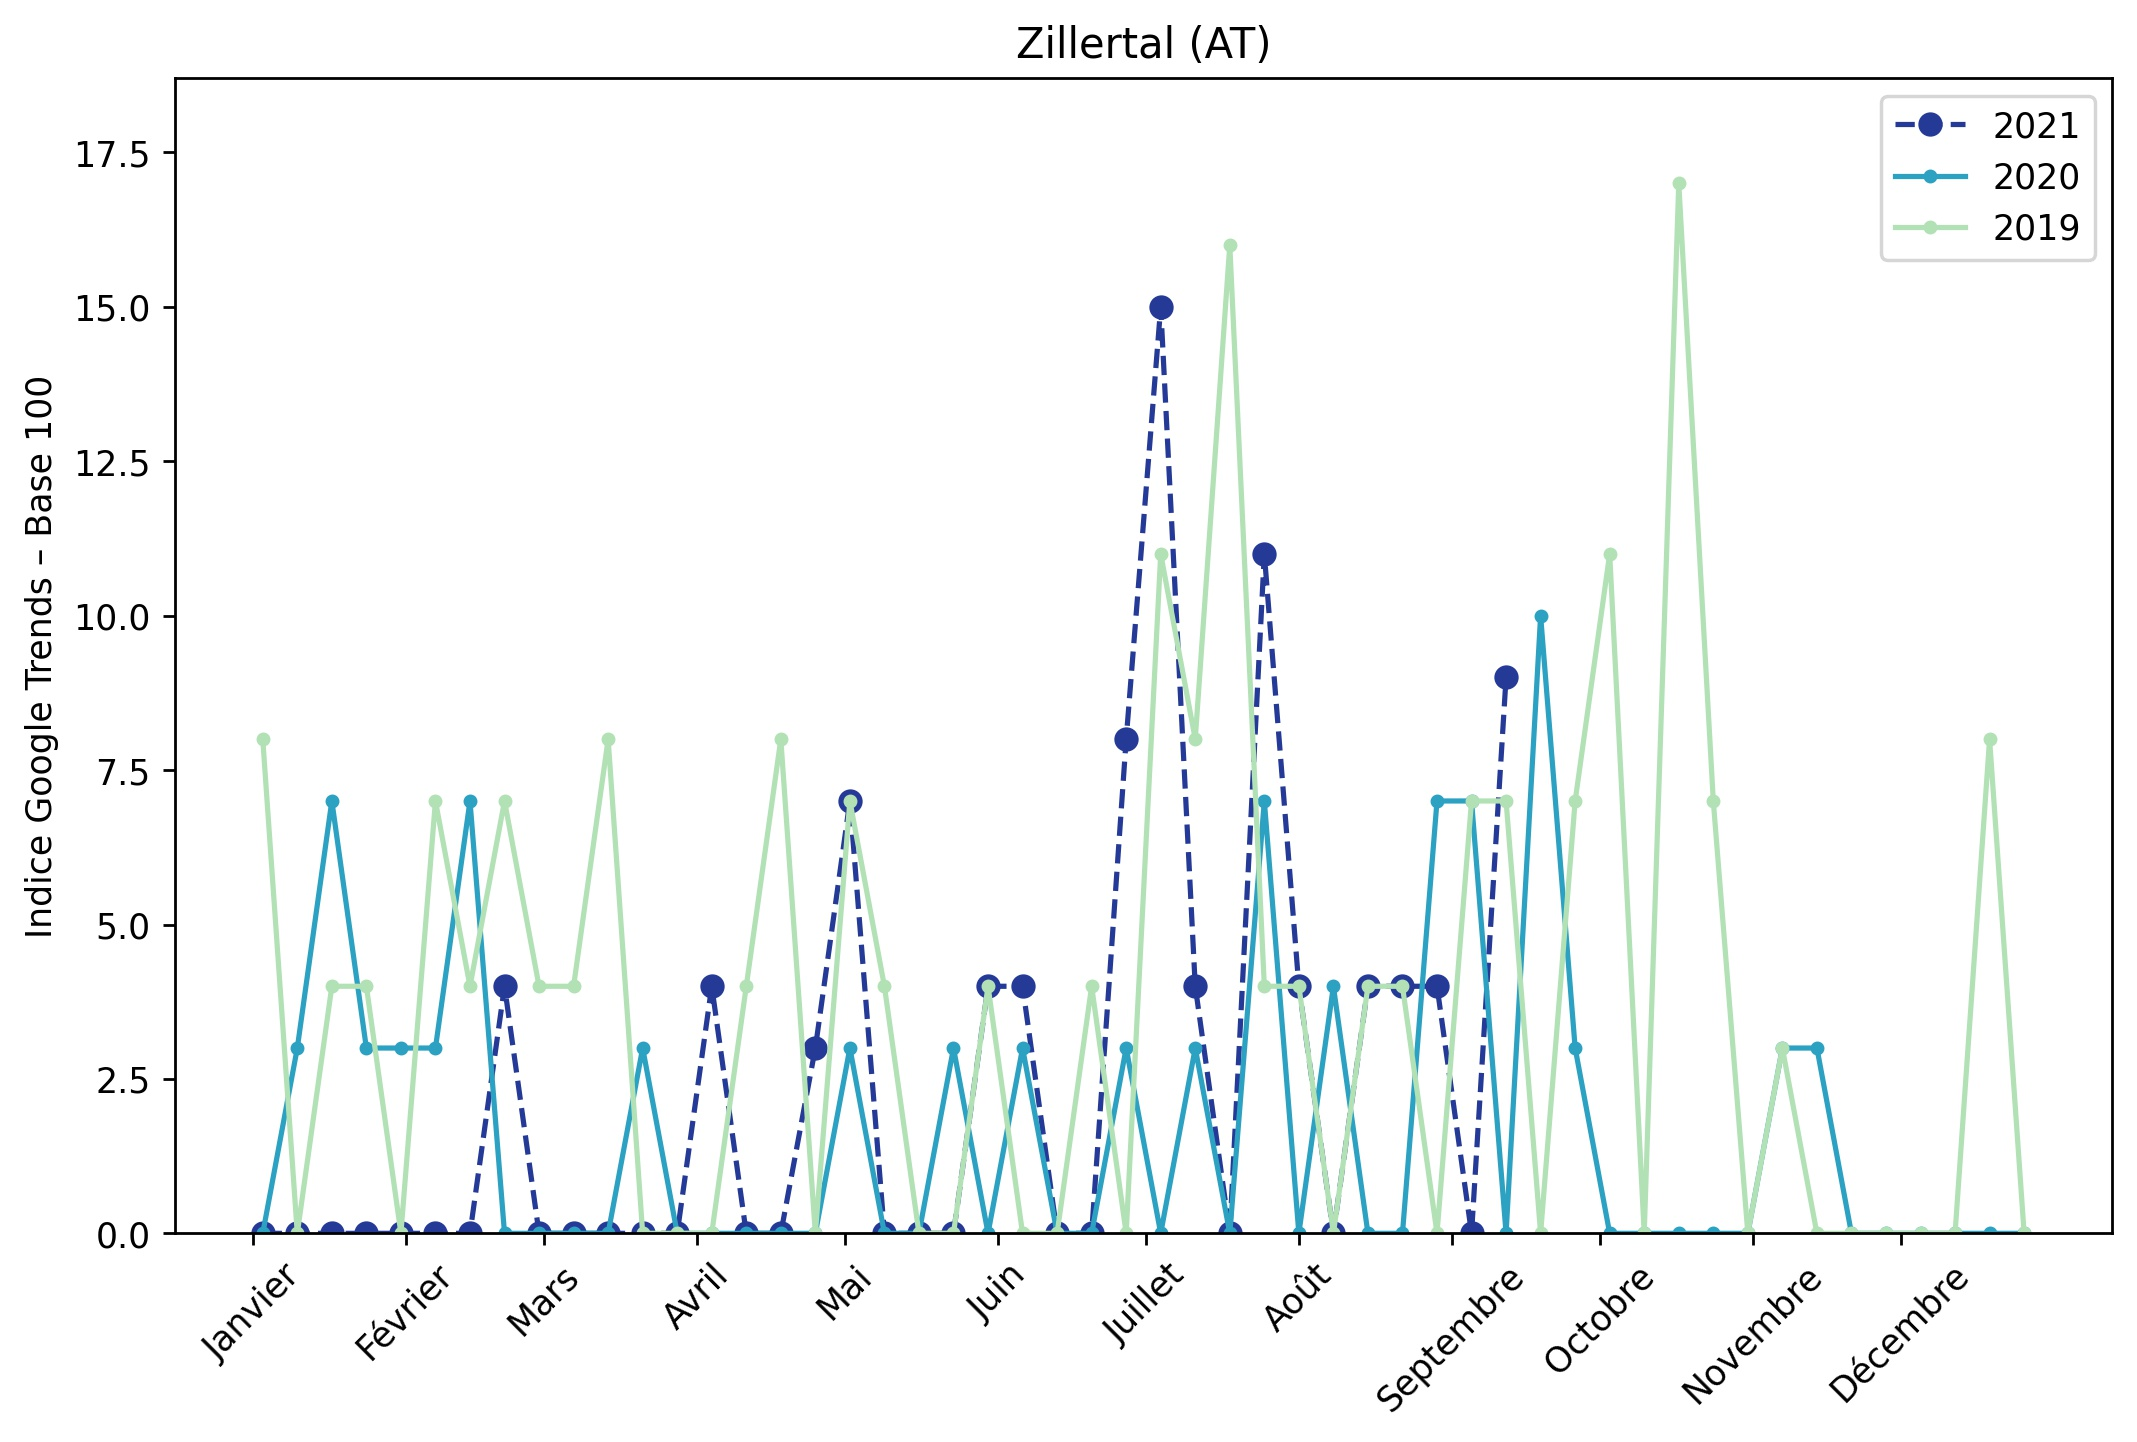 Zillertal (AT)
Indice Google Trends – Base 100
17.5
15.0
12.5
10.0
7.5
5.0
2.5
0.0
2021
2020
2019
Janvier
Février
Mars
Avril
Mai
Juin
Juillet
Août
Septembre
Octobre
Novembre
Décembre